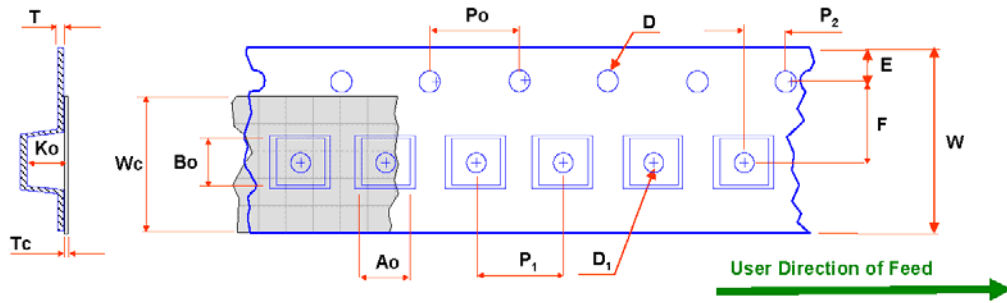 T
Po
D
P2
E
Ko
F
Wc
Bo
W
Tc
Ao
P1
D1
User Direction of Feed